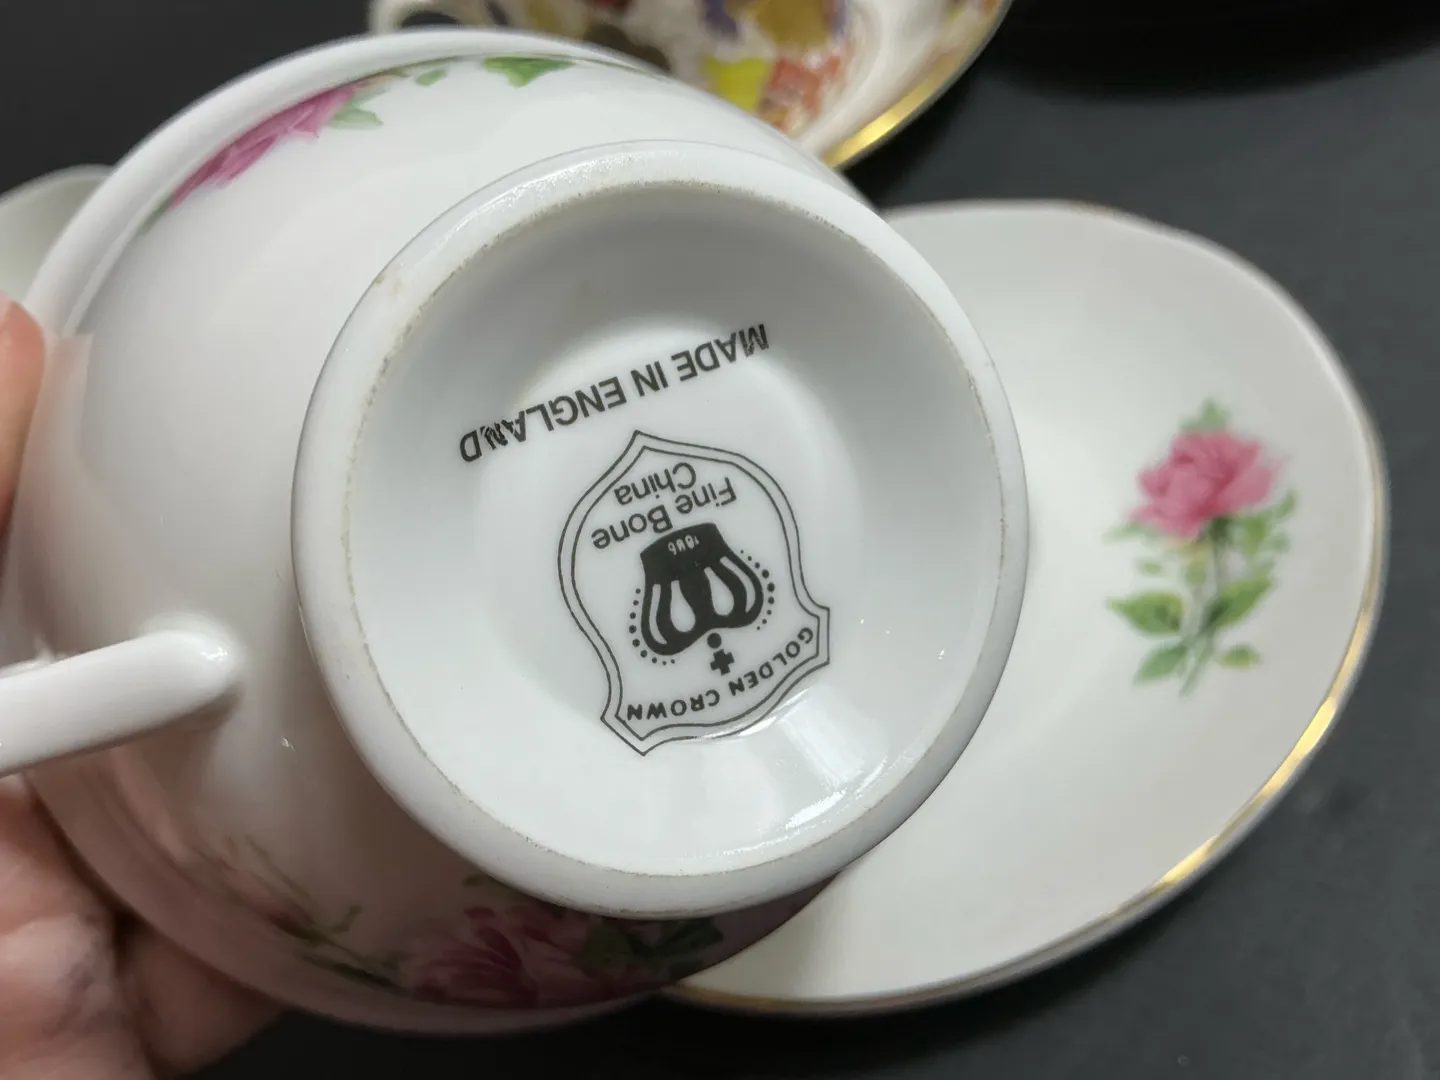 GOLDEN CROWN
Fine Bone
China
MADE IN ENGLAND